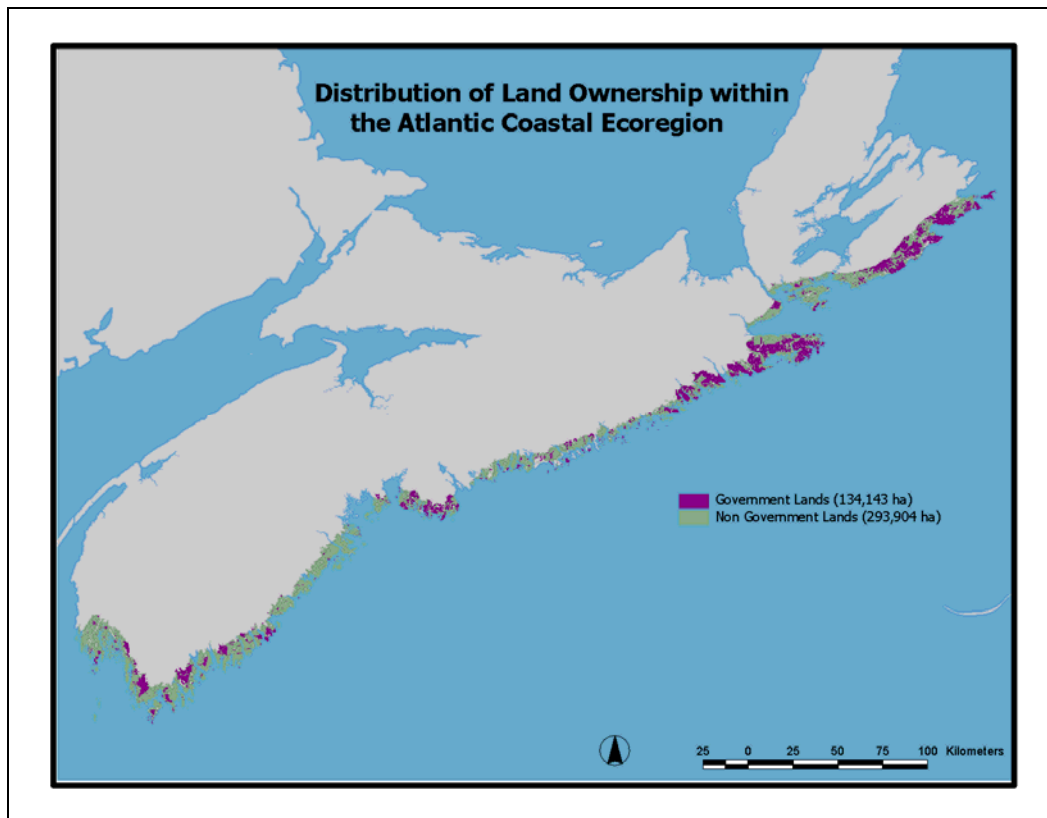 Distribution of Land Ownership within
the Atlantic Coastal Ecoregion
Government Lands (134,143 ha)
Non Government Lands (293,904 ha)
25 0 25 50 75 100 Kilometers